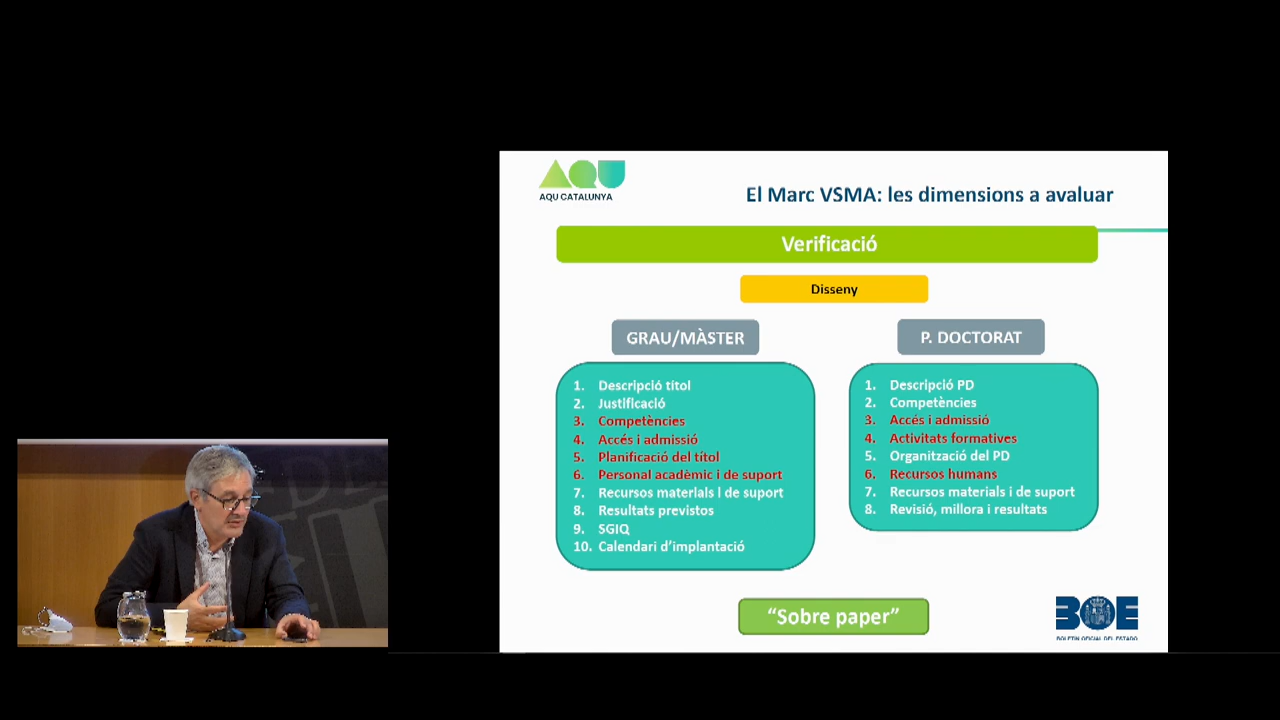 AQU CATALUNYA
El Marc VSMA: les dimensions a avaluar
Verificació
Disseny
GRAU/MÀSTER
1. Descripció títol
2. Justificació
3. Competències
4. Accés i admissió
5. Planificació del títol
6. Personal acadèmic i de suport
7. Recursos materials i de suport
8. Resultats previstos
9. SGIQ
10. Calendari d'implantació
P. DOCTORAT
1. Descripció PD
2. Competències
3. Accés i admissió
4. Activitats formatives
5. Organització del PD
6. Recursos humans
7. Recursos materials i de suport
8. Revisió, millora i resultats
“Sobre paper”
BOE
BOLETIN OFICIAL DEL ESTADO